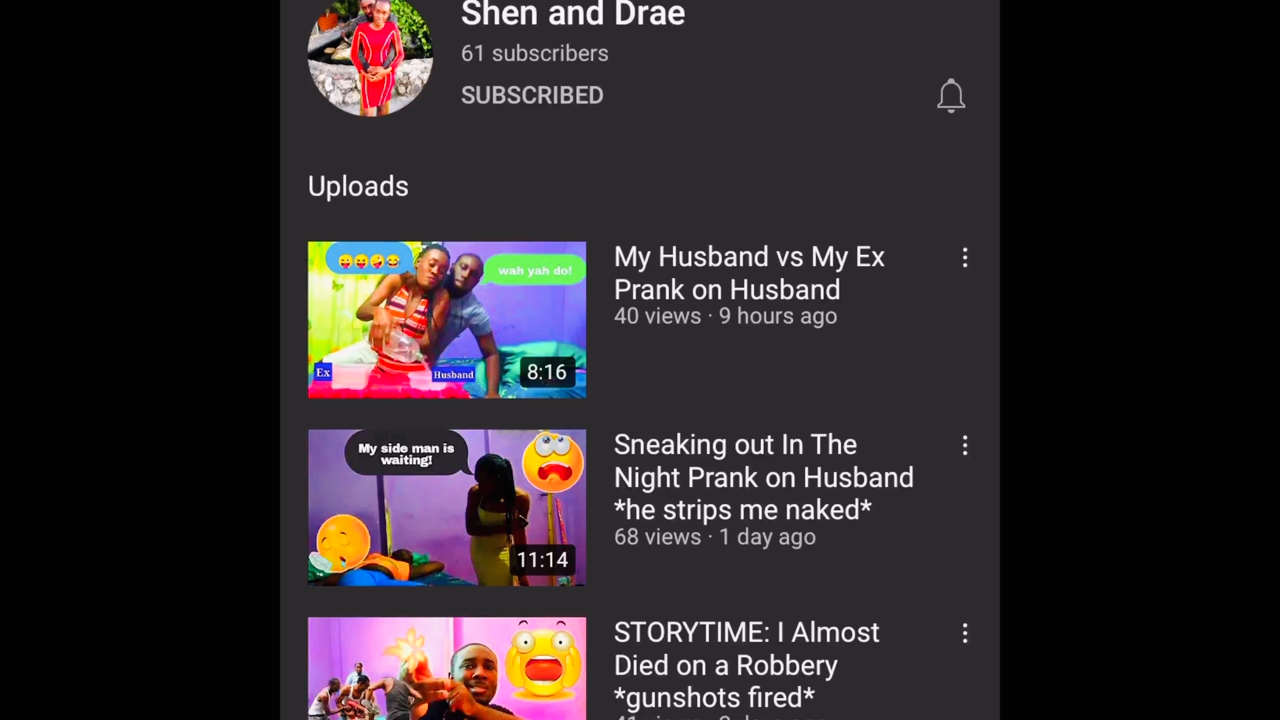 Shen and Drae
61 subscribers
SUBSCRIBED
Uploads
wah yah do!
Ex
Husband
8:16
My Husband vs My Ex
Prank on Husband
40 views · 9 hours ago
My side man is
waiting!
11:14
Sneaking out In The
Night Prank on Husband
*he strips me naked*
68 views · 1 day ago
STORYTIME: I Almost
Died on a Robbery
*gunshots fired*